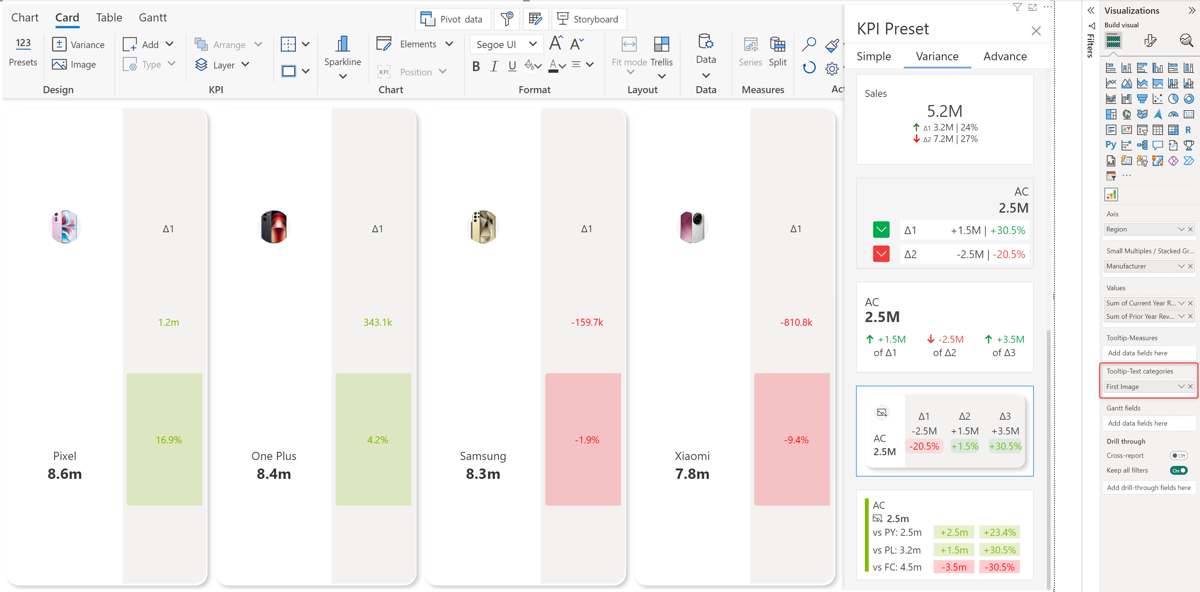 Chart Card Table Gantt
Pivot data
Storyboard
123
Presets
Variance
Image
Design
Add
Type
Arrange
Layer
KPI
Sparkline
Elements
KPI Position
Chart
Segoe UI
A A
B I U A
Format
Fit mode
Trellis
Layout
Data
Data
Series
Split
Measures
Act
Δ1
1.2m
16.9%
Pixel
8.6m
Δ1
343.1k
4.2%
One Plus
8.4m
Δ1
-159.7k
-1.9%
Samsung
8.3m
Δ1
-810.8k
-9.4%
Xiaomi
7.8m
KPI Preset
Simple Variance Advance
Sales
5.2M
Δ1 3.2M | 24%
Δ2 7.2M | 27%
AC
2.5M
Δ1 +1.5M | +30.5%
Δ2 -2.5M | -20.5%
AC
2.5M
+1.5M -2.5M +3.5M
of Δ1 of Δ2 of Δ3
Δ1 Δ2 Δ3
-2.5M +1.5M +3.5M
-20.5% +1.5% +30.5%
AC
2.5M
AC
2.5m
vs PY: 2.5m +2.5m +23.4%
vs PL: 3.2m +1.5m +30.5%
vs FC: 4.5m -3.5m -30.5%
Filters
Visualizations
Build visual
R
Py
Axis
Region
Small Multiples / Stacked Gr...
Manufacturer
Values
Sum of Current Year R...
Sum of Prior Year Rev...
Tooltip-Measures
Add data fields here
Tooltip-Text categories
First Image
Gantt fields
Add data fields here
Drill through
Cross-report
Off
Keep all filters
On
Add drill-through fields here